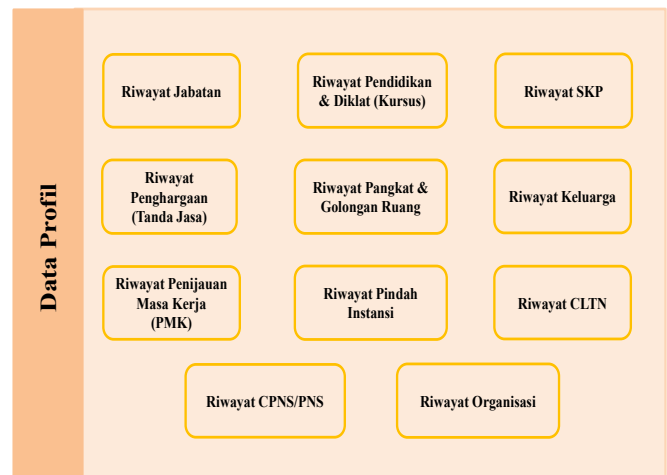 Data Profil
Riwayat Jabatan
Riwayat Pendidikan
& Diklat (Kursus)
Riwayat SKP
Riwayat
Penghargaan
(Tanda Jasa)
Riwayat Pangkat &
Golongan Ruang
Riwayat Keluarga
Riwayat Penijauan
Masa Kerja
(PMK)
Riwayat Pindah
Instansi
Riwayat CLTN
Riwayat CPNS/PNS
Riwayat Organisasi